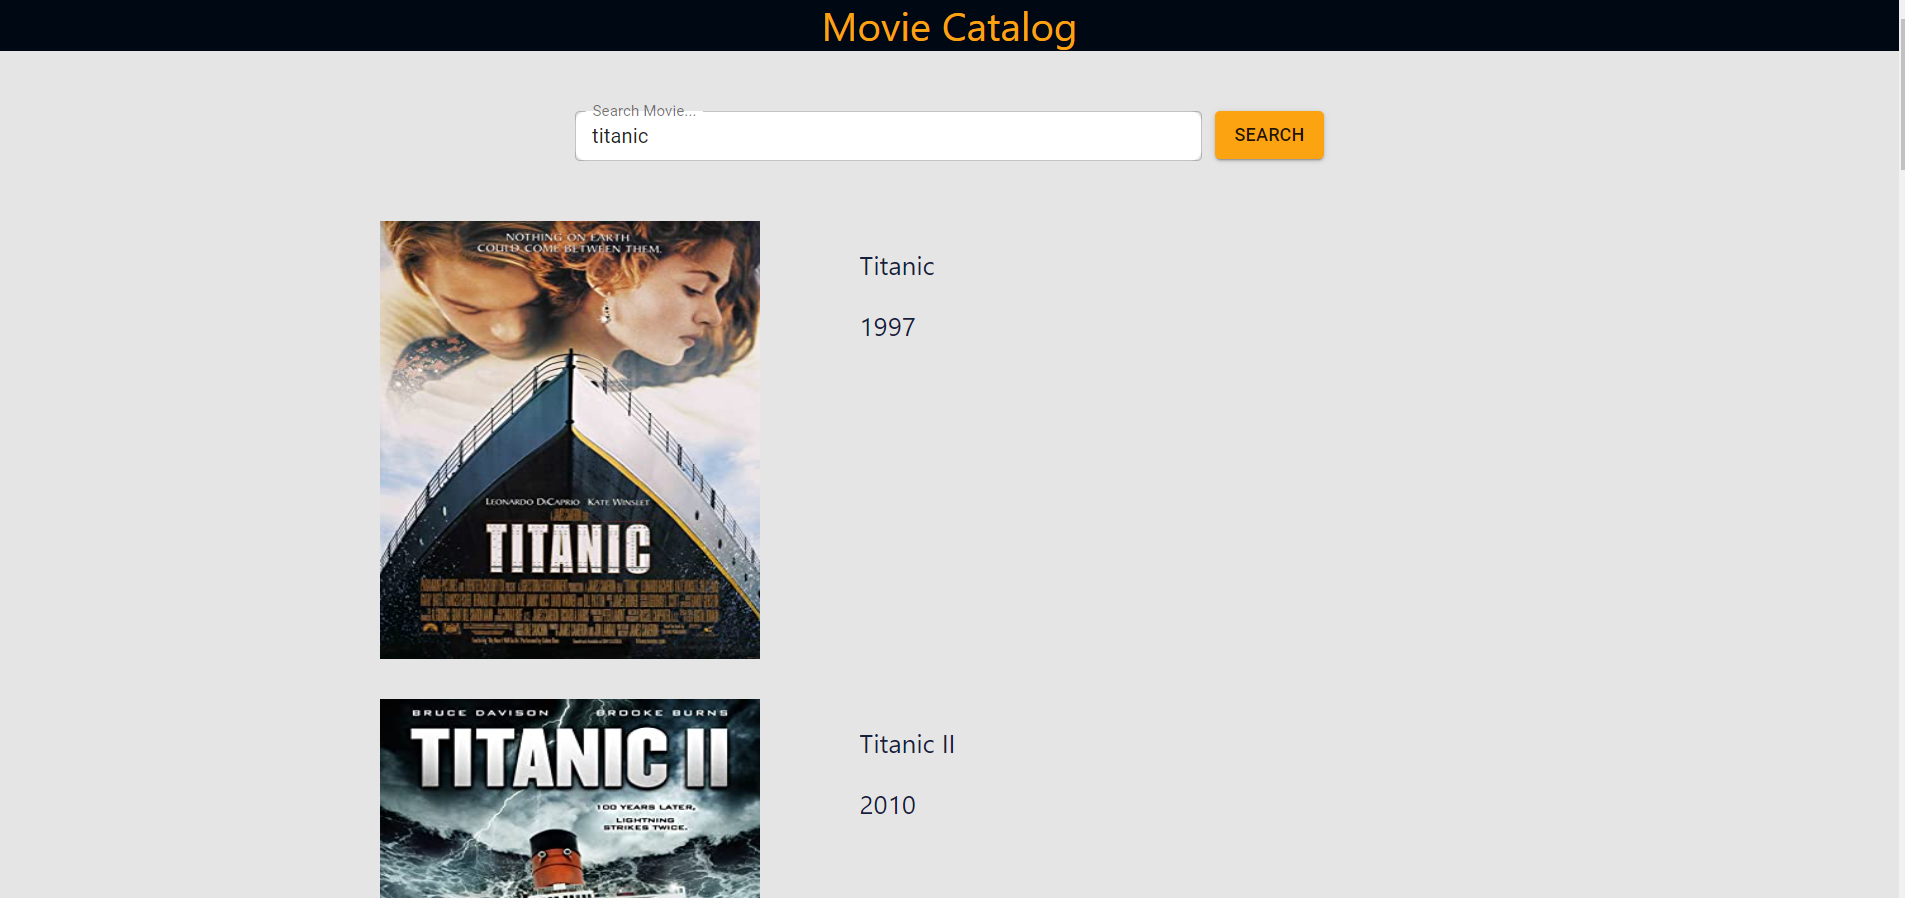 Movie Catalog
Search Movie...
titanic
SEARCH
NOTHING ON EARTH
COULD COME BETWEEN THEM.
Titanic
1997
LEONARDO DICAPRIO KATE WINSLET
TITANIC
BRUCE DAVISON BROOKE BURNS
TITANIC II
100 YEARS LATER,
LIGHTNING
STRIKES TWICE.
Titanic II
2010